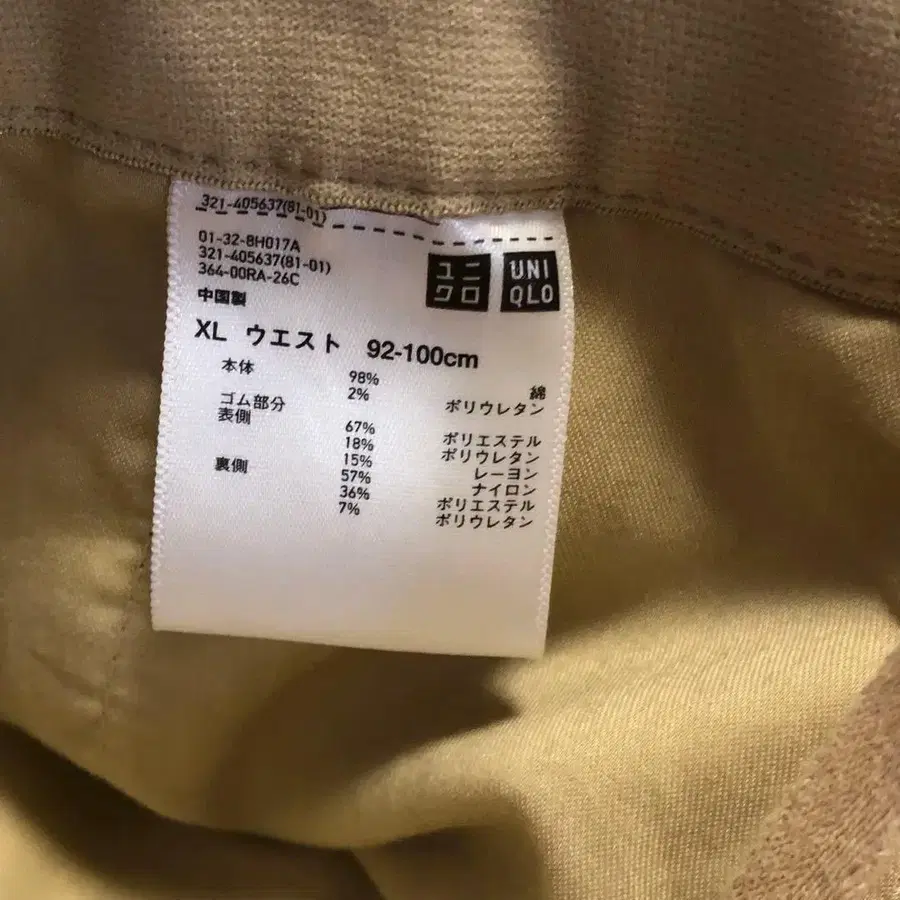 321-405637(81-01)
01-32-8H017A
321-405637(81-01)
364-00RA-26C
中国製
ユニ
クロ
UNI
QLO
XL ウエスト 92-100cm
本体 98% 綿
2% ポリウレタン
ゴム部分
表側 67% ポリエステル
18% ポリウレタン
15% レーヨン
裏側 57% ナイロン
36% ポリエステル
7% ポリウレタン